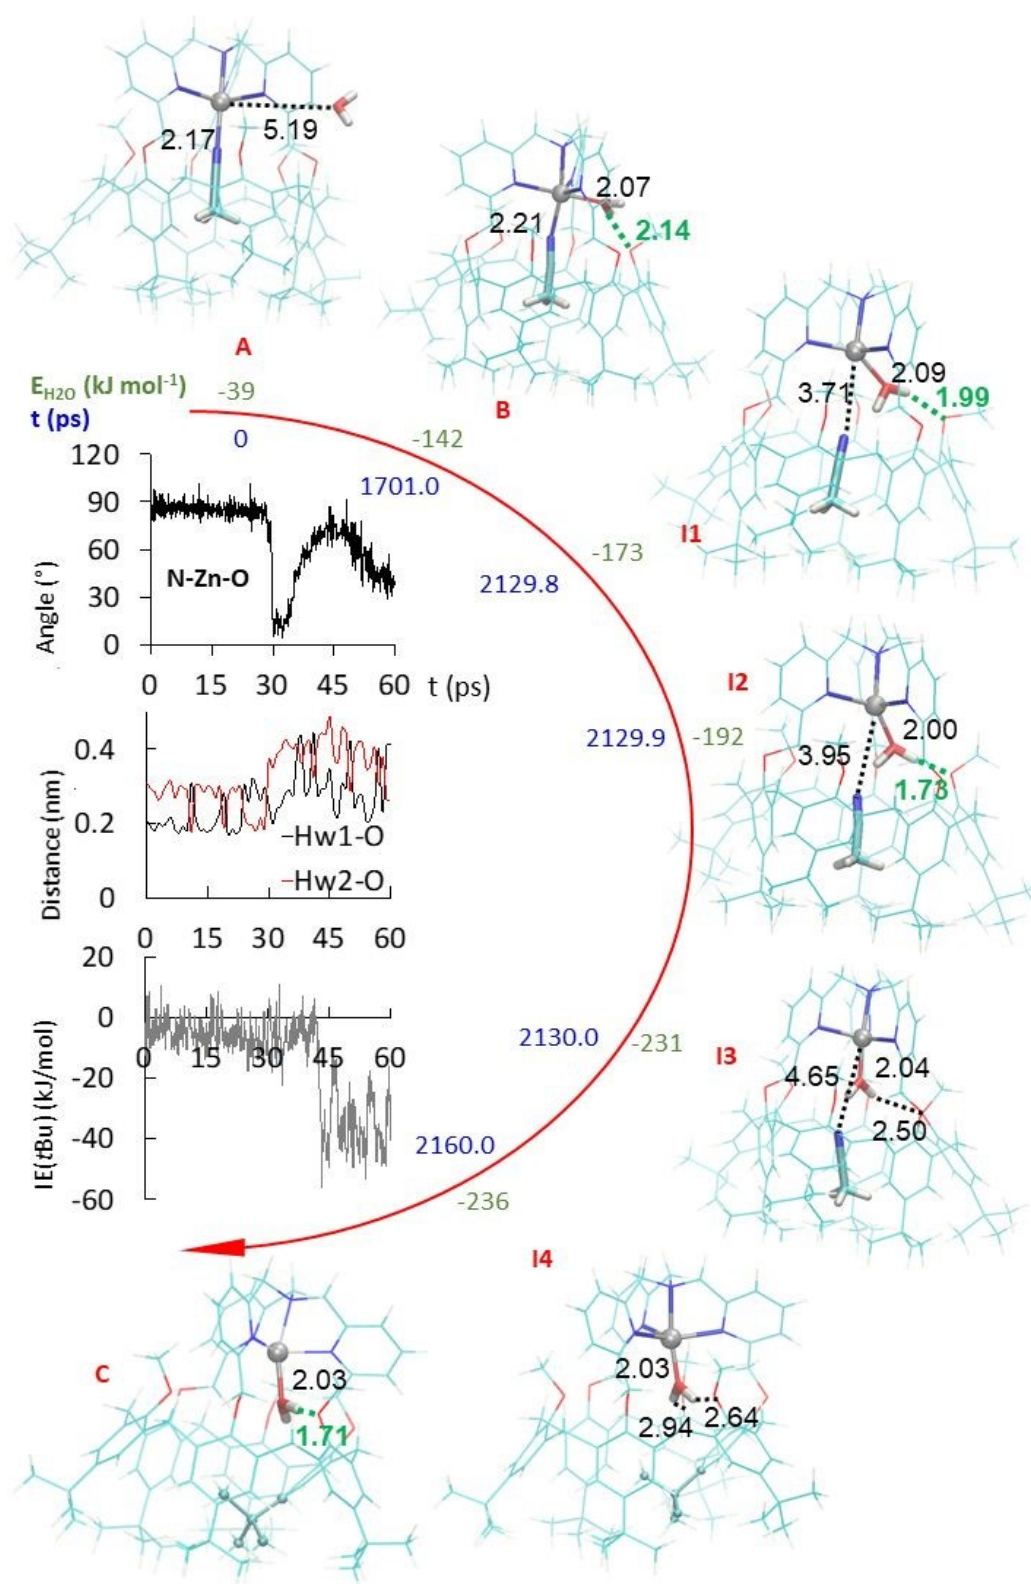 2.17
5.19
A
2.07
2.21
2.14
B
2.09
3.71
1.99
I1
E_H2O (kJ mol⁻¹)
-39
t (ps)
0
-142
1701.0
-173
2129.8
120
90
60
30
0
Angle (°)
N-Zn-O
0 15 30 45 60 t (ps)
I2
2.00
3.95
1.73
2129.9 -192
0.4
0.2
0
Distance (nm)
Hw1-O
Hw2-O
0 15 30 45 60
20
0
-20
-40
-60
IE(tBu) (kJ/mol)
0 15 30 45 60
2130.0 -231
I3
4.65
2.04
2.50
2160.0
-236
I4
2.03
2.94
2.64
C
2.03
1.71